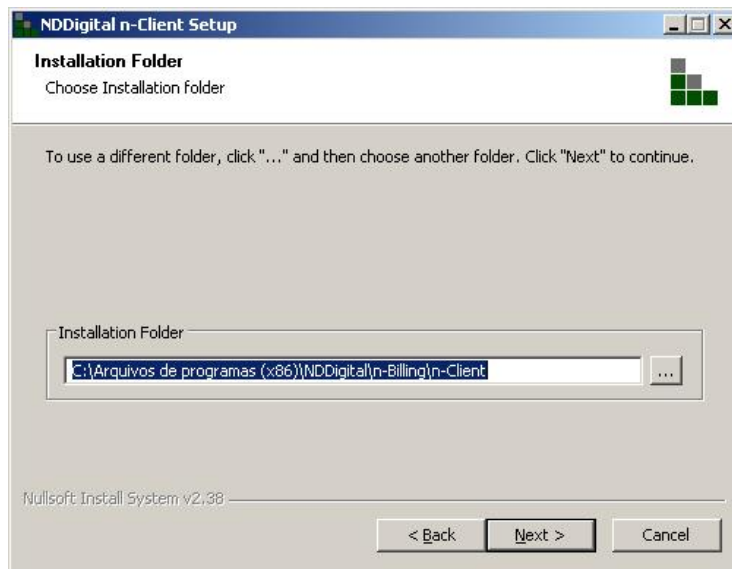 NDDigital n-Client Setup
Installation Folder
Choose Installation folder
To use a different folder, click "..." and then choose another folder. Click "Next" to continue.
Installation Folder
C:\Arquivos de programas (x86)\NDDigital\n-Billing\n-Client
...
Nullsoft Install System v2.38
< Back
Next >
Cancel